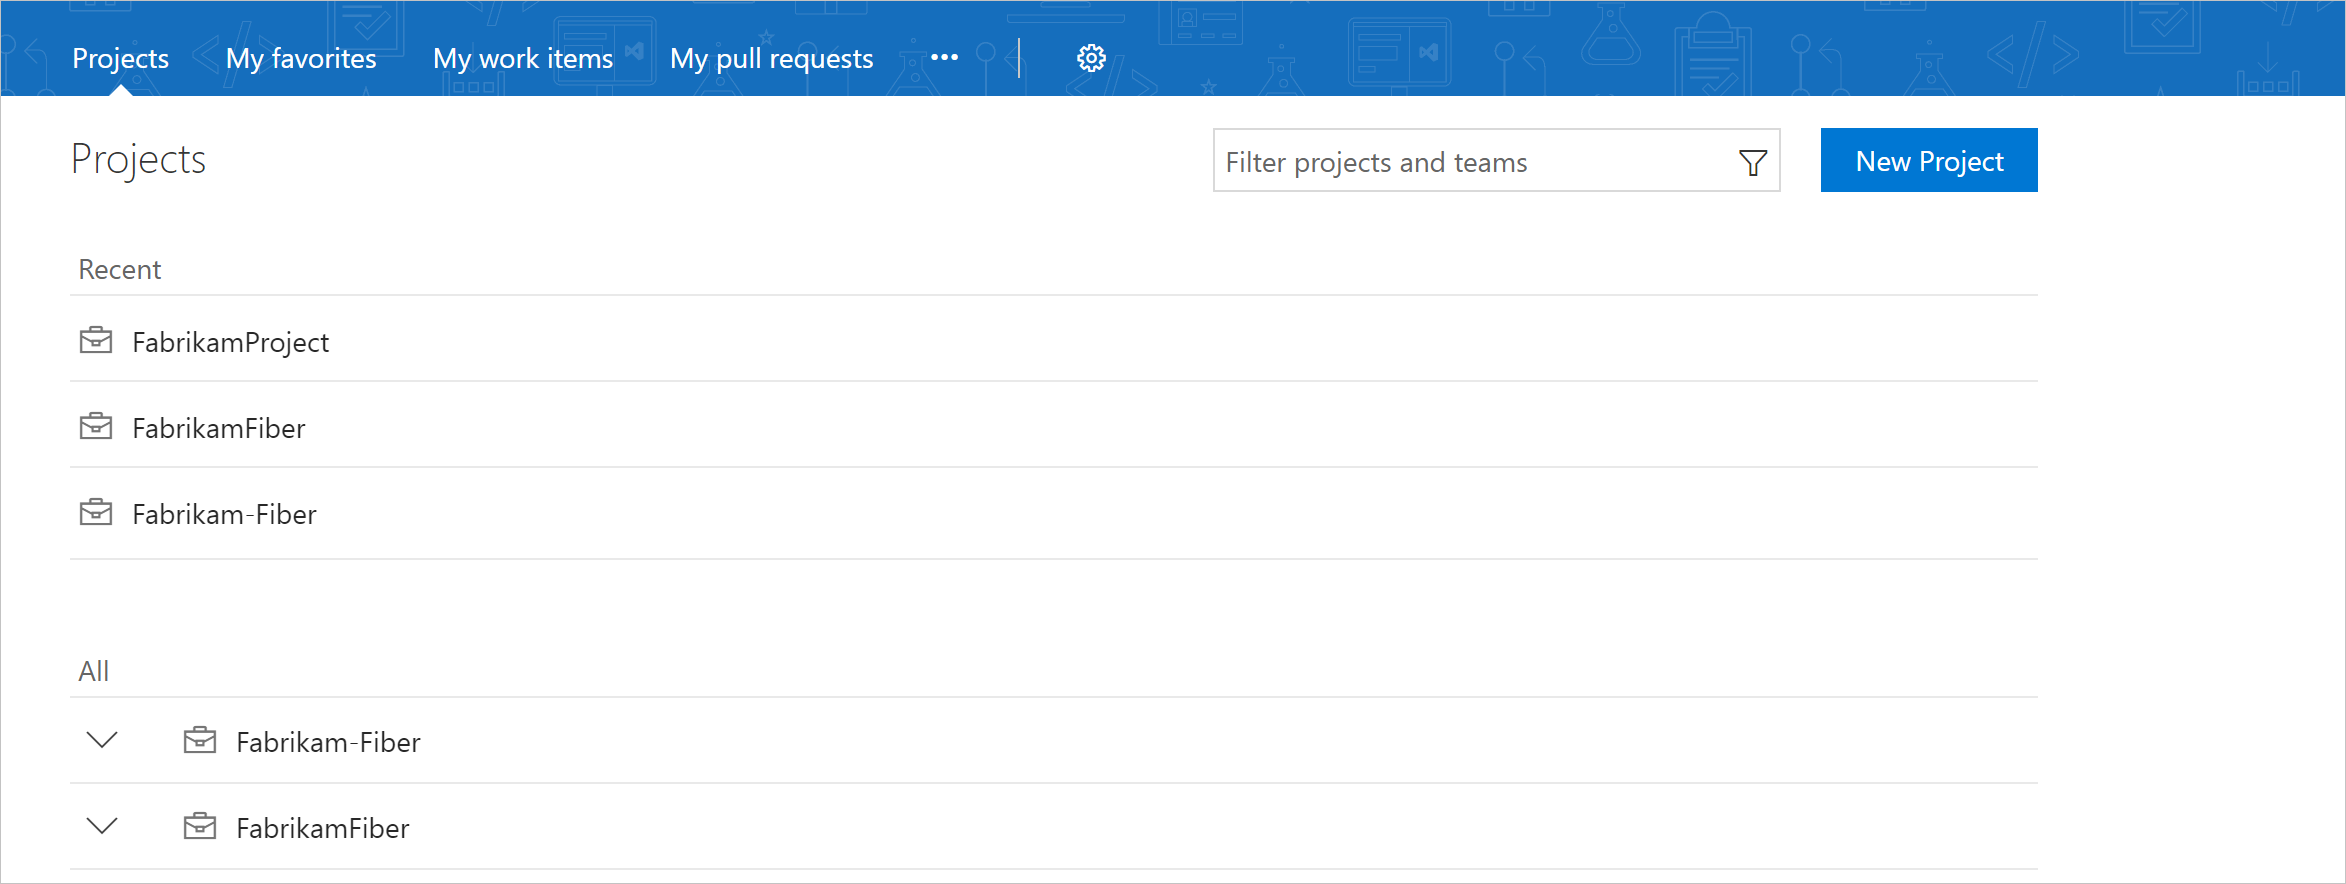 Projects My favorites My work items My pull requests ...
Projects
Filter projects and teams
New Project
Recent
FabrikamProject
FabrikamFiber
Fabrikam-Fiber
All
Fabrikam-Fiber
FabrikamFiber